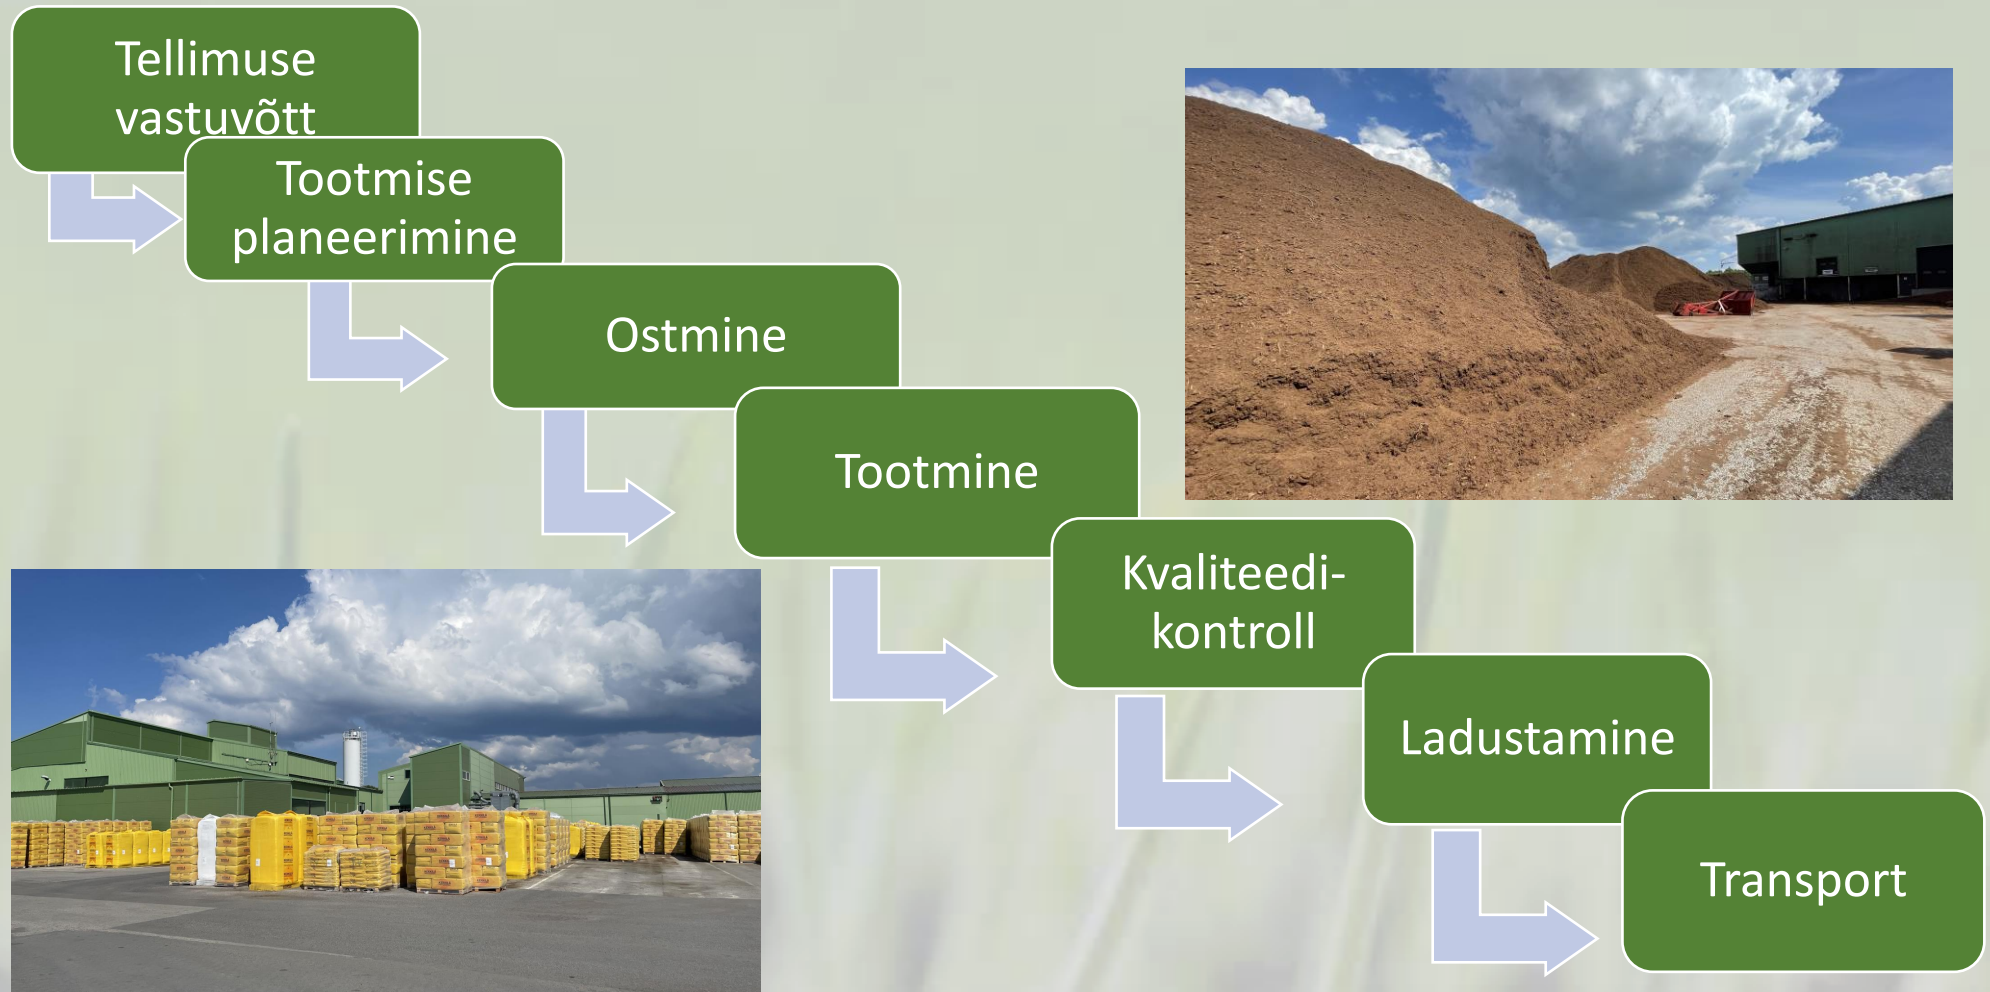 Tellimuse
vastuvõtt
Tootmise
planeerimine
Ostmine
Tootmine
Kvaliteedi-
kontroll
Ladustamine
Transport